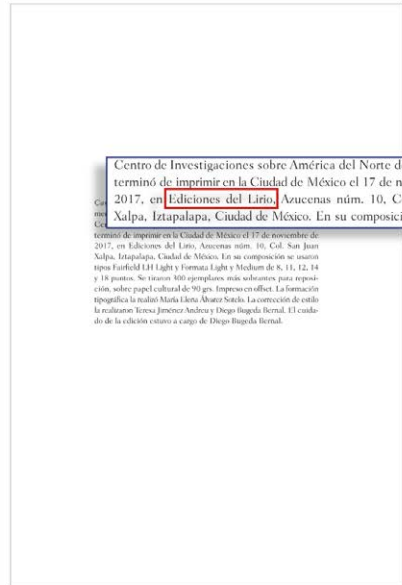 Centro de Investigaciones sobre América del Norte d
terminó de imprimir en la Ciudad de México el 17 de n
2017, en Ediciones del Lirio, Azucenas núm. 10, C
Xalpa, Iztapalapa, Ciudad de México. En su composici
terminó de imprimir en la Ciudad de México el 17 de noviembre de
2017, en Ediciones del Lirio, Azucenas núm. 10, Col. San Juan
Xalpa, Iztapalapa, Ciudad de México. En su composición se usaron
tipos Fairfield LH Light y Formata Light y Medium de 8, 11, 12, 14
y 18 puntos. Se tiraron 300 ejemplares más sobrantes para reposi-
ción, sobre papel cultural de 90 grs. Impreso en offset. La formación
tipográfica la realizó María Elena Álvarez Sotelo. La corrección de estilo
la realizaron Teresa Jiménez Andreu y Diego Bugeda Bernal. El cuida-
do de la edición estuvo a cargo de Diego Bugeda Bernal.